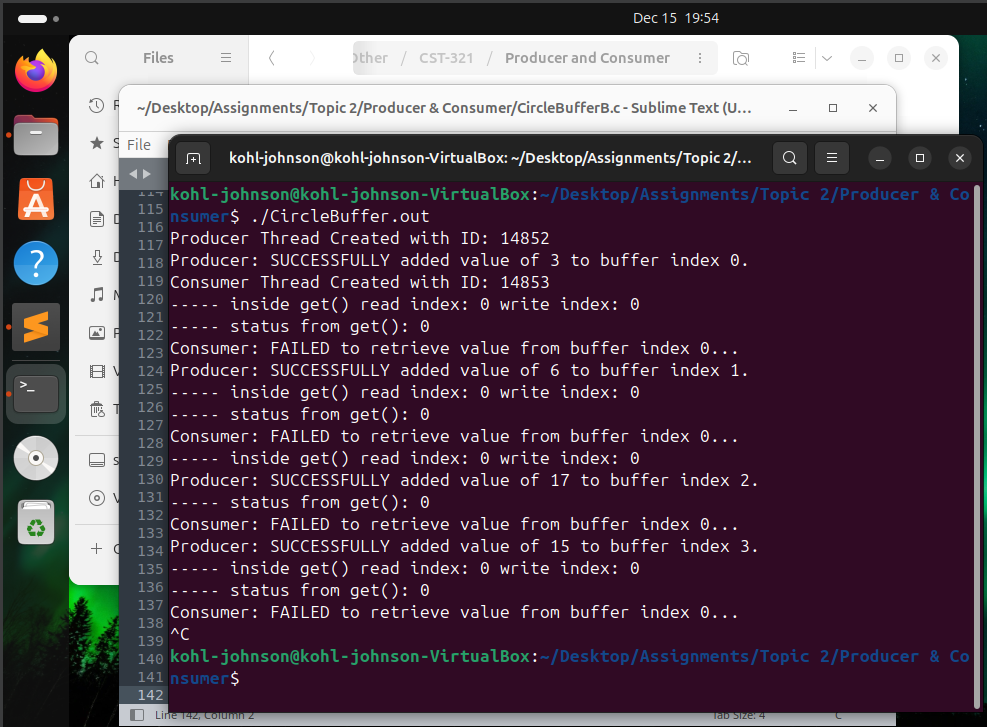 Dec 15 19:54
Files
Other / CST-321 / Producer and Consumer
~/Desktop/Assignments/Topic 2/Producer & Consumer/CircleBufferB.c - Sublime Text (U...
File
kohl-johnson@kohl-johnson-VirtualBox: ~/Desktop/Assignments/Topic 2/...
114
115
116
117
118
119
120
121
122
123
124
125
126
127
128
129
130
131
132
133
134
135
136
137
138
139
140
141
142
kohl-johnson@kohl-johnson-VirtualBox:~/Desktop/Assignments/Topic 2/Producer & Co
nsumer$ ./CircleBuffer.out
Producer Thread Created with ID: 14852
Producer: SUCCESSFULLY added value of 3 to buffer index 0.
Consumer Thread Created with ID: 14853
----- inside get() read index: 0 write index: 0
----- status from get(): 0
Consumer: FAILED to retrieve value from buffer index 0...
Producer: SUCCESSFULLY added value of 6 to buffer index 1.
----- inside get() read index: 0 write index: 0
----- status from get(): 0
Consumer: FAILED to retrieve value from buffer index 0...
----- inside get() read index: 0 write index: 0
Producer: SUCCESSFULLY added value of 17 to buffer index 2.
----- status from get(): 0
Consumer: FAILED to retrieve value from buffer index 0...
Producer: SUCCESSFULLY added value of 15 to buffer index 3.
----- inside get() read index: 0 write index: 0
----- status from get(): 0
Consumer: FAILED to retrieve value from buffer index 0...
^C
kohl-johnson@kohl-johnson-VirtualBox:~/Desktop/Assignments/Topic 2/Producer & Co
nsumer$
Line 142, Column 2
Tab Size: 4
C